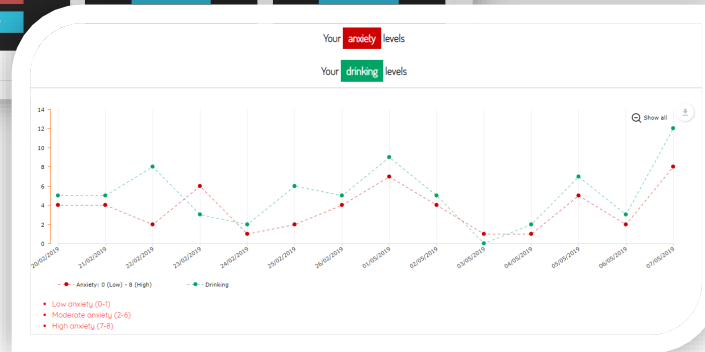 Your anxiety levels
Your drinking levels
Show all
14
12
10
8
6
4
2
0
20/02/2019
21/02/2019
22/02/2019
23/02/2019
24/02/2019
25/02/2019
26/02/2019
01/05/2019
02/05/2019
03/05/2019
04/05/2019
05/05/2019
06/05/2019
07/05/2019
Anxiety: 0 (Low) - 8 (High)
Drinking
Low anxiety (0-1)
Moderate anxiety (2-6)
High anxiety (7-8)